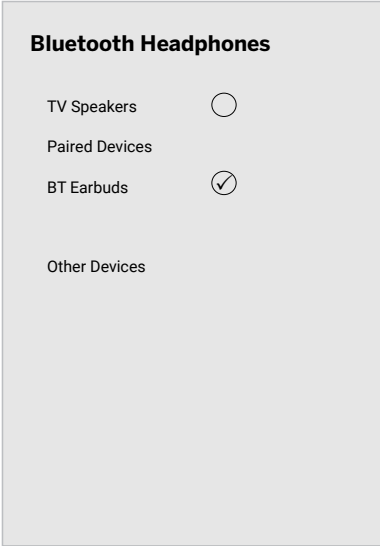 Bluetooth Headphones
TV Speakers
Paired Devices
BT Earbuds
Other Devices